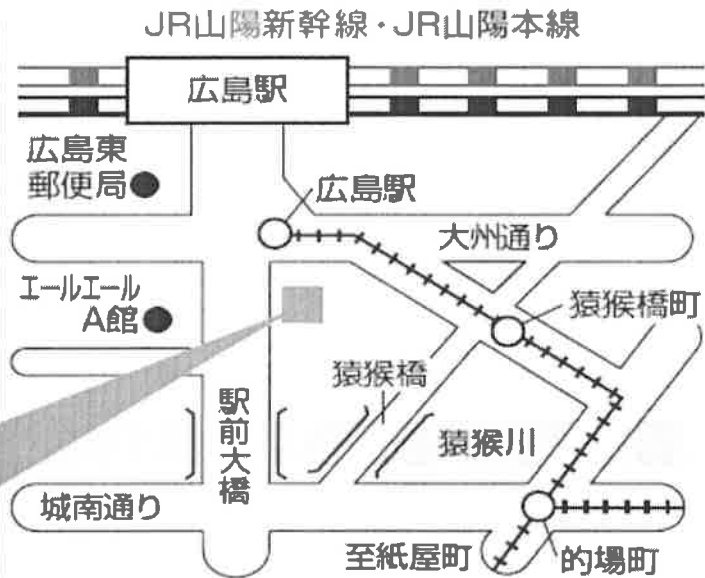 JR山陽新幹線・JR山陽本線
広島駅
広島東
郵便局
広島駅
大州通り
エールエール
A館
猿猴橋町
猿猴橋
駅前大橋
猿猴川
城南通り
至紙屋町
的場町